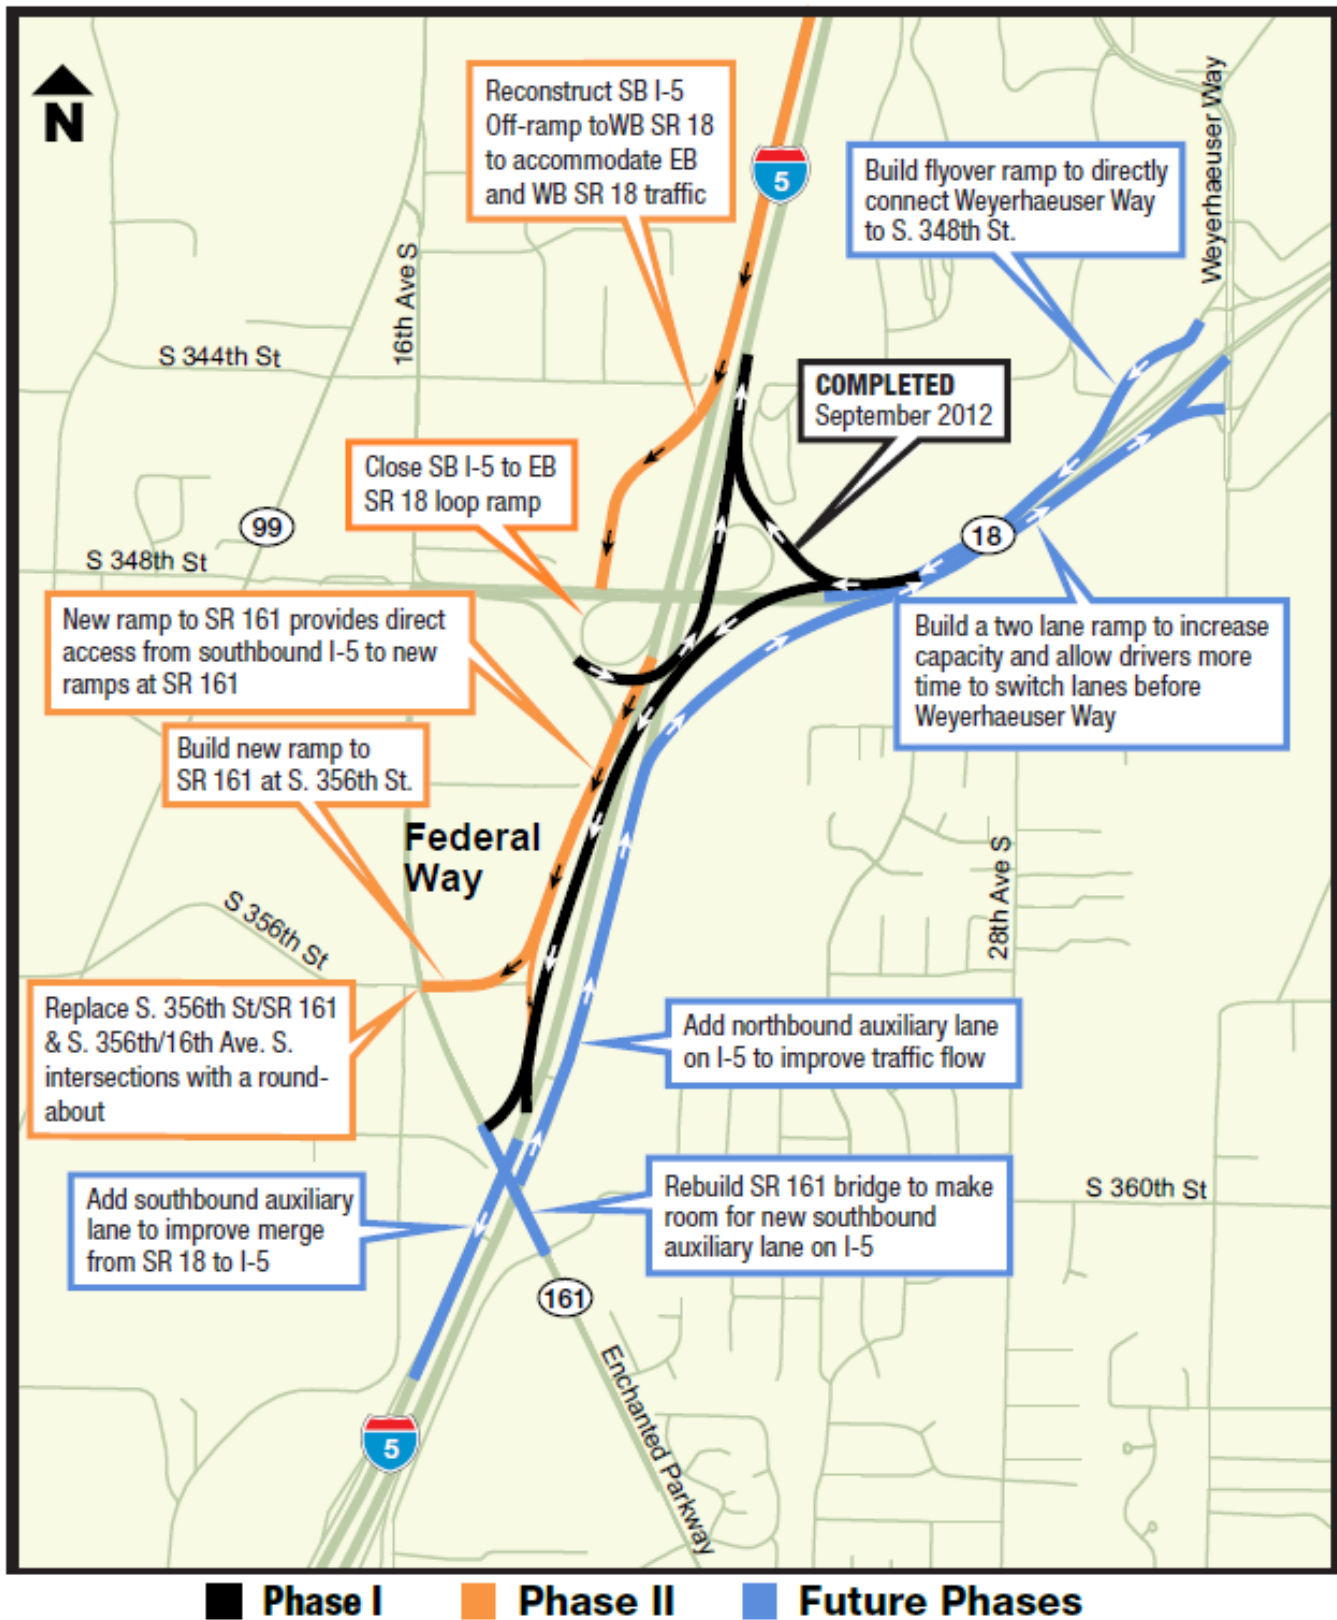 N
Reconstruct SB I-5
Off-ramp toWB SR 18
to accommodate EB
and WB SR 18 traffic
5
Build flyover ramp to directly
connect Weyerhaeuser Way
to S. 348th St.
Weyerhaeuser Way
16th Ave S
S 344th St
COMPLETED
September 2012
Close SB I-5 to EB
SR 18 loop ramp
99
18
S 348th St
New ramp to SR 161 provides direct
access from southbound I-5 to new
ramps at SR 161
Build a two lane ramp to increase
capacity and allow drivers more
time to switch lanes before
Weyerhaeuser Way
Build new ramp to
SR 161 at S. 356th St.
Federal
Way
28th Ave S
S 356th St
Replace S. 356th St/SR 161
& S. 356th/16th Ave. S.
intersections with a round-
about
Add northbound auxiliary lane
on I-5 to improve traffic flow
Add southbound auxiliary
lane to improve merge
from SR 18 to I-5
Rebuild SR 161 bridge to make
room for new southbound
auxiliary lane on I-5
S 360th St
161
Enchanted Parkway
5
Phase I
Phase II
Future Phases